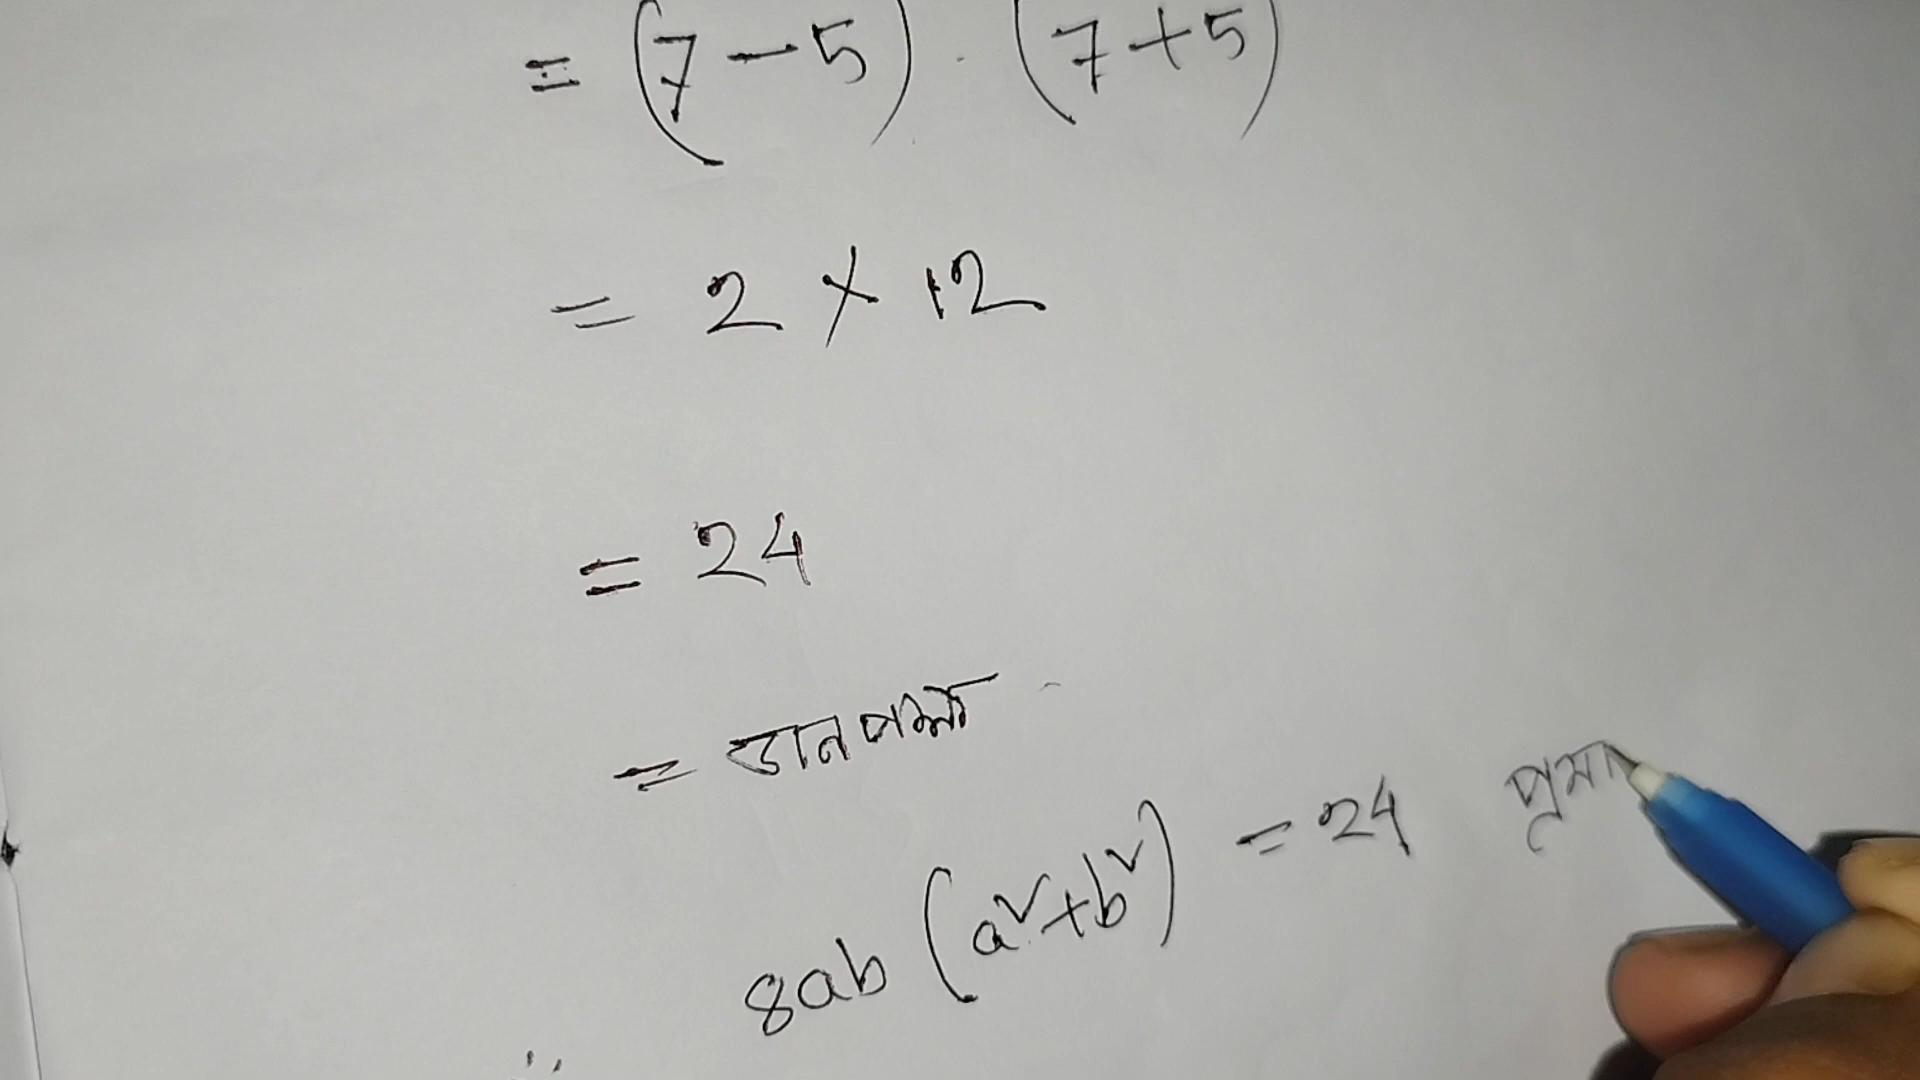 = (7-5) . (7+5)
= 2 × 12
= 24
= ডানপক্ষ
∴ 8ab (a²+b²) = 24 প্রমা